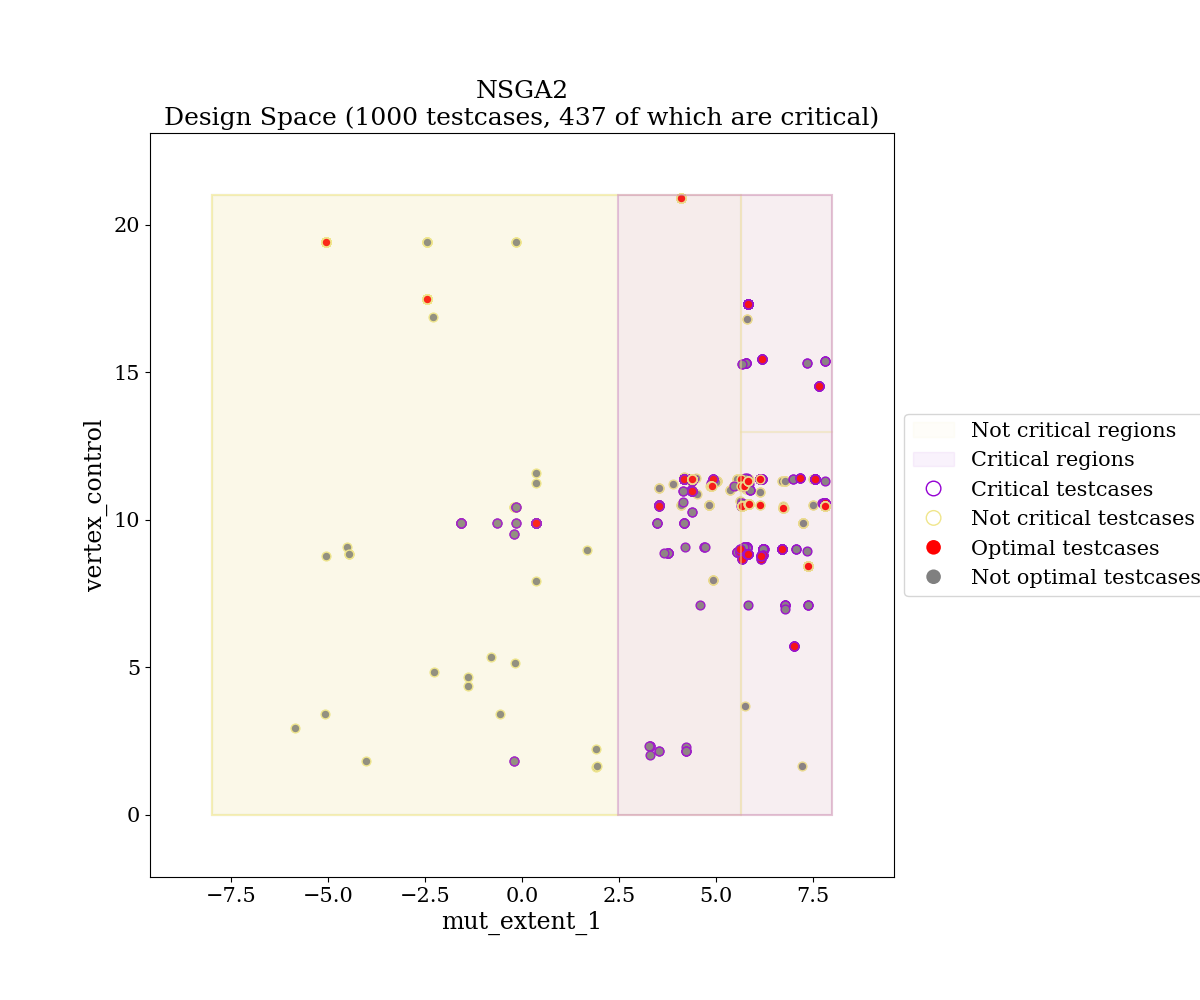 NSGA2
Design Space (1000 testcases, 437 of which are critical)
20
15
10
5
0
vertex_control
−7.5
−5.0
−2.5
0.0
2.5
5.0
7.5
mut_extent_1
Not critical regions
Critical regions
Critical testcases
Not critical testcases
Optimal testcases
Not optimal testcases